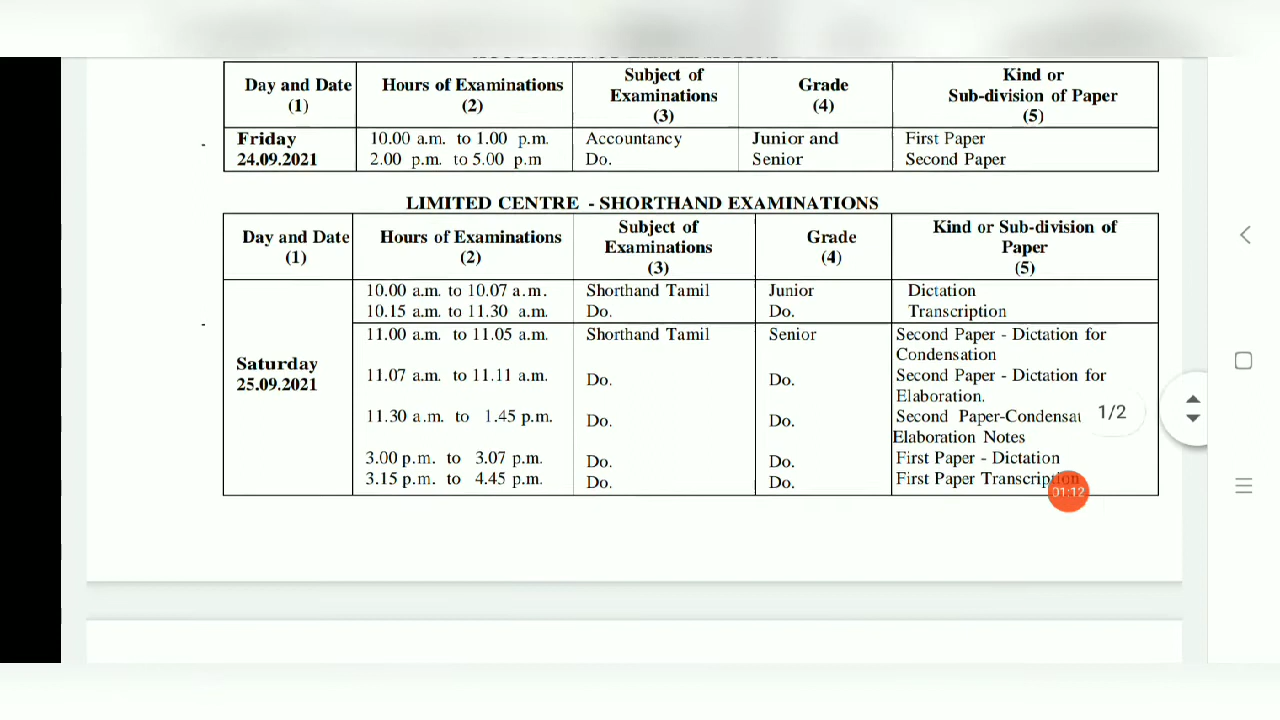 Day and Date Hours of Examinations Subject of Examinations Grade Kind or Sub-division of Paper
(1) (2) (3) (4) (5)
Friday 10.00 a.m. to 1.00 p.m. Accountancy Junior and First Paper
24.09.2021 2.00 p.m. to 5.00 p.m Do. Senior Second Paper
LIMITED CENTRE - SHORTHAND EXAMINATIONS
Day and Date Hours of Examinations Subject of Examinations Grade Kind or Sub-division of Paper
(1) (2) (3) (4) (5)
10.00 a.m. to 10.07 a.m. Shorthand Tamil Junior Dictation
10.15 a.m. to 11.30 a.m. Do. Do. Transcription
11.00 a.m. to 11.05 a.m. Shorthand Tamil Senior Second Paper - Dictation for
Condensation
Saturday
25.09.2021 11.07 a.m. to 11.11 a.m. Do. Do. Second Paper - Dictation for
Elaboration.
11.30 a.m. to 1.45 p.m. Do. Do. Second Paper-Condensat
1/2
Elaboration Notes
3.00 p.m. to 3.07 p.m. Do. Do. First Paper - Dictation
3.15 p.m. to 4.45 p.m. Do. Do. First Paper Transcription
01:12